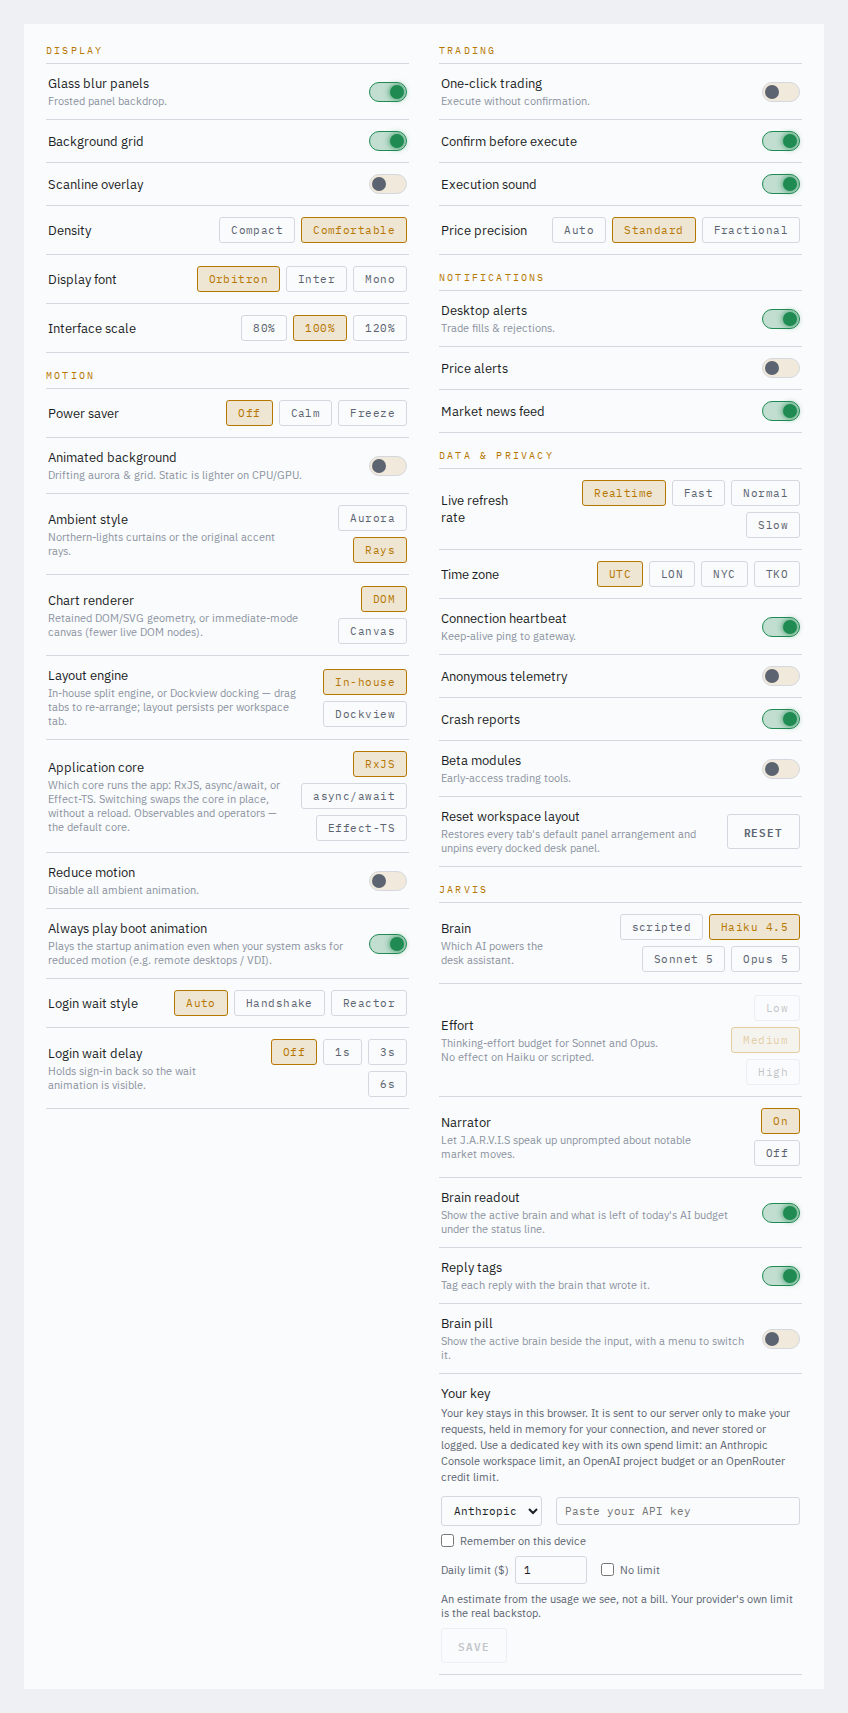 DISPLAY
Glass blur panels
Frosted panel backdrop.
Background grid
Scanline overlay
Density Compact Comfortable
Display font Orbitron Inter Mono
Interface scale 80% 100% 120%
MOTION
Power saver Off Calm Freeze
Animated background
Drifting aurora & grid. Static is lighter on CPU/GPU.
Ambient style
Northern-lights curtains or the original accent
rays.
Aurora
Rays
Chart renderer
Retained DOM/SVG geometry, or immediate-mode
canvas (fewer live DOM nodes).
DOM
Canvas
Layout engine
In-house split engine, or Dockview docking — drag
tabs to re-arrange; layout persists per workspace
tab.
In-house
Dockview
Application core
Which core runs the app: RxJS, async/await, or
Effect-TS. Switching swaps the core in place,
without a reload. Observables and operators —
the default core.
RxJS
async/await
Effect-TS
Reduce motion
Disable all ambient animation.
Always play boot animation
Plays the startup animation even when your system asks for
reduced motion (e.g. remote desktops / VDI).
Login wait style Auto Handshake Reactor
Login wait delay
Holds sign-in back so the wait
animation is visible.
Off 1s 3s
6s
TRADING
One-click trading
Execute without confirmation.
Confirm before execute
Execution sound
Price precision Auto Standard Fractional
NOTIFICATIONS
Desktop alerts
Trade fills & rejections.
Price alerts
Market news feed
DATA & PRIVACY
Live refresh
rate
Realtime Fast Normal
Slow
Time zone UTC LON NYC TKO
Connection heartbeat
Keep-alive ping to gateway.
Anonymous telemetry
Crash reports
Beta modules
Early-access trading tools.
Reset workspace layout
Restores every tab's default panel arrangement and
unpins every docked desk panel.
RESET
JARVIS
Brain
Which AI powers the
desk assistant.
scripted Haiku 4.5
Sonnet 5 Opus 5
Effort
Thinking-effort budget for Sonnet and Opus.
No effect on Haiku or scripted.
Low
Medium
High
Narrator
Let J.A.R.V.I.S speak up unprompted about notable
market moves.
On
Off
Brain readout
Show the active brain and what is left of today's AI budget
under the status line.
Reply tags
Tag each reply with the brain that wrote it.
Brain pill
Show the active brain beside the input, with a menu to switch
it.
Your key
Your key stays in this browser. It is sent to our server only to make your
requests, held in memory for your connection, and never stored or
logged. Use a dedicated key with its own spend limit: an Anthropic
Console workspace limit, an OpenAI project budget or an OpenRouter
credit limit.
Anthropic Paste your API key
Remember on this device
Daily limit ($) 1 No limit
An estimate from the usage we see, not a bill. Your provider's own limit
is the real backstop.
SAVE